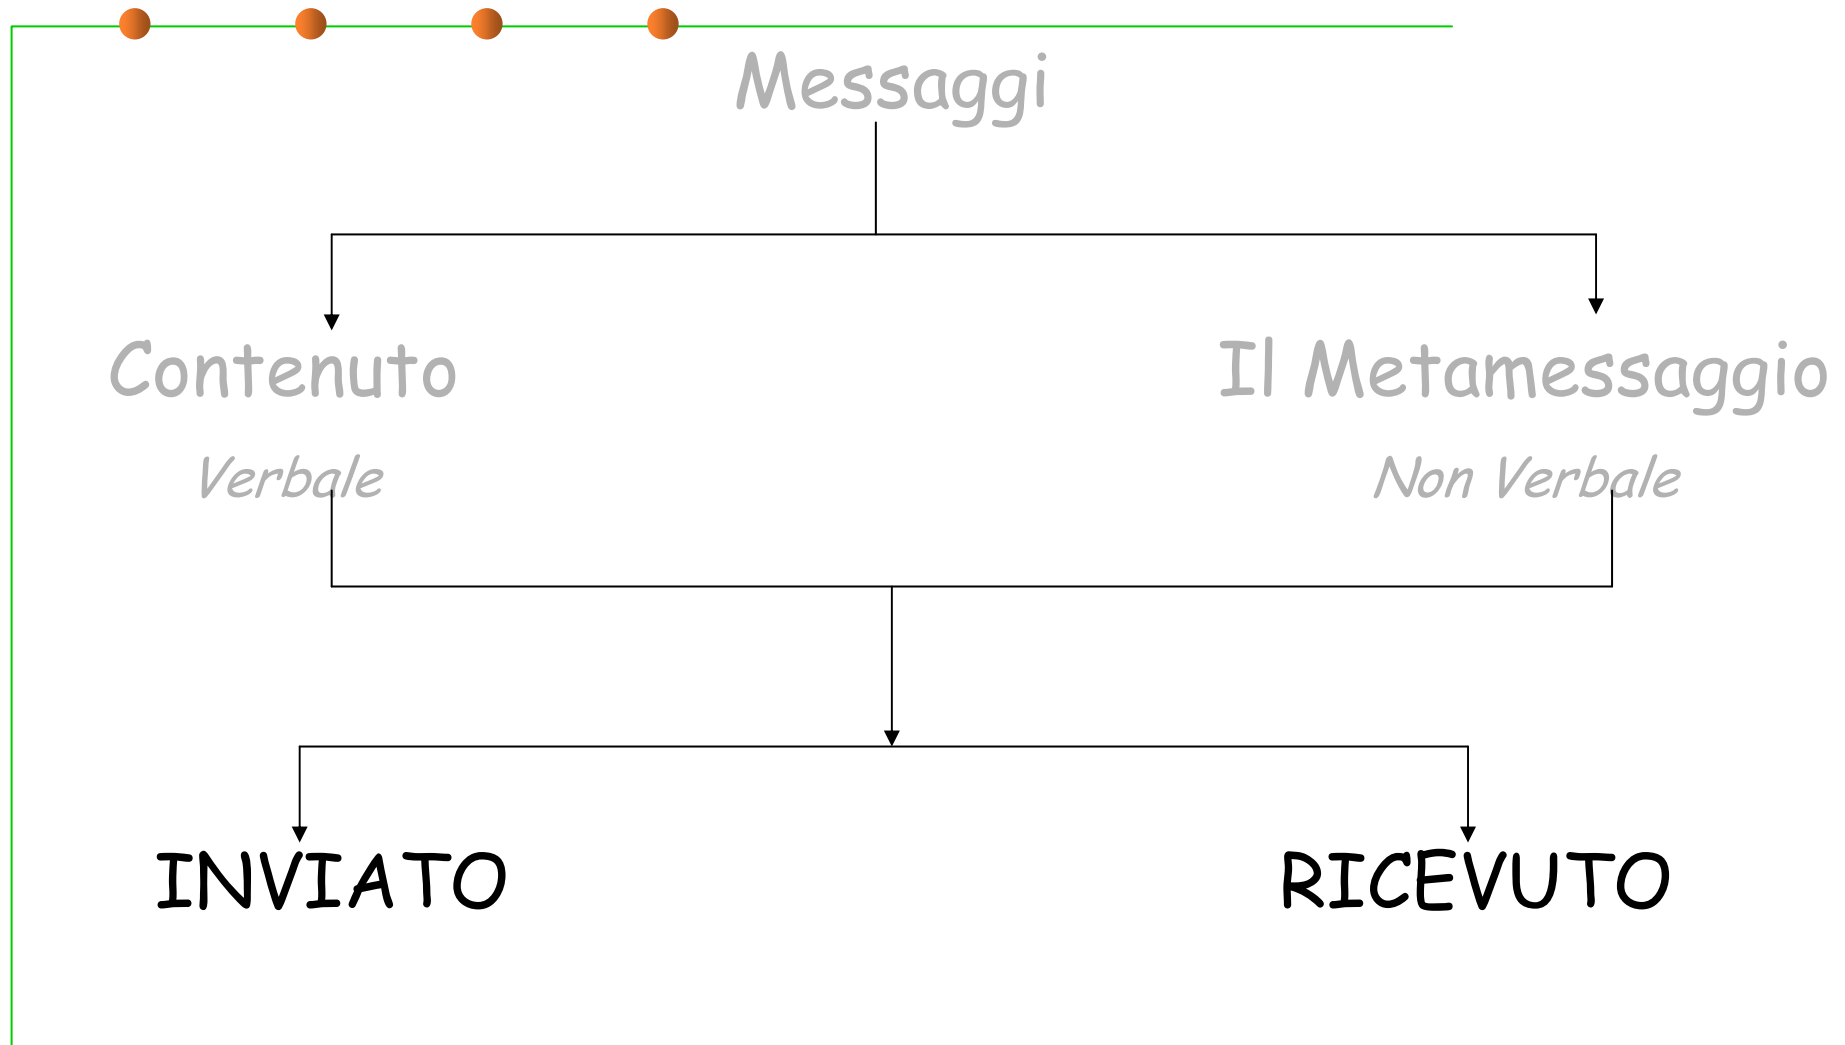 Messaggi
Contenuto
Il Metamessaggio
Verbale
Non Verbale
INVIATO
RICEVUTO